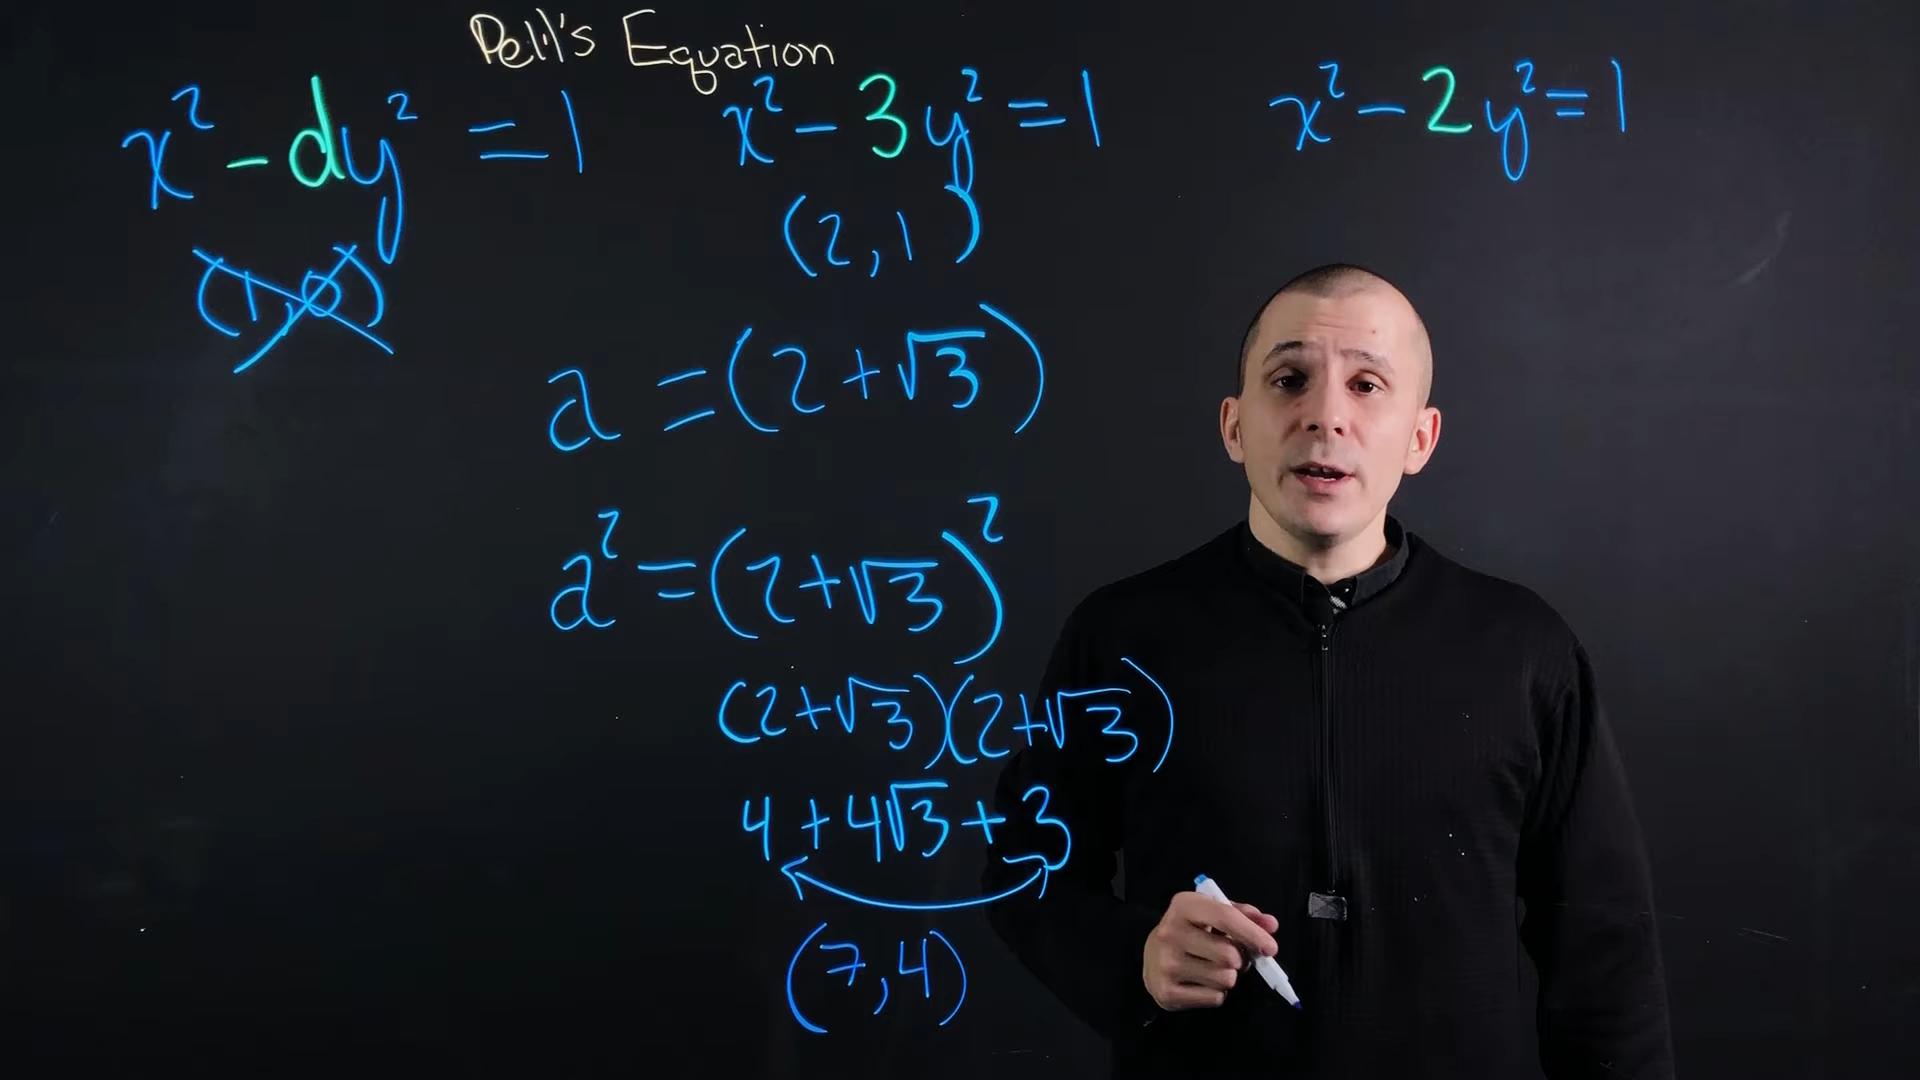 Pell's Equation
x² - dy² = 1
(1, 0)
x² - 3y² = 1
(2, 1)
a = (2 + √3)
a² = (2 + √3)²
(2 + √3)(2 + √3)
4 + 4√3 + 3
(7, 4)
x² - 2y² = 1